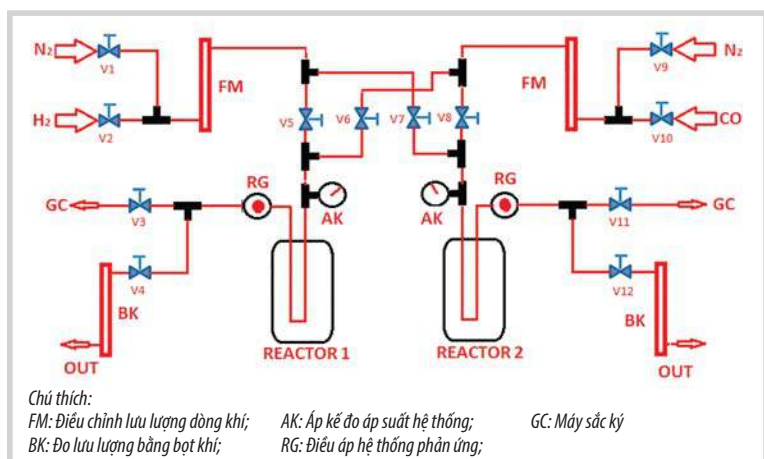 N₂
V1
FM
H₂
V2
V5
V6
V7
V8
FM
V9
N₂
V10
CO
GC
V3
RG
AK
AK
RG
V11
GC
V4
BK
OUT
REACTOR 1
REACTOR 2
V12
BK
OUT
Chú thích:
FM: Điều chỉnh lưu lượng dòng khí; AK: Áp kế đo áp suất hệ thống; GC: Máy sắc ký
BK: Đo lưu lượng bằng bọt khí; RG: Điều áp hệ thống phản ứng;